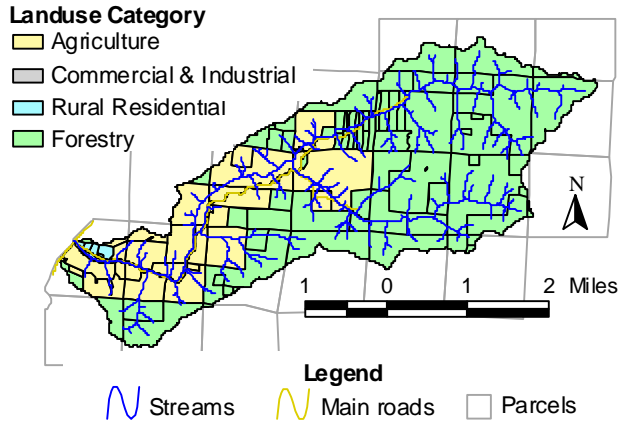 Landuse Category
Agriculture
Commercial & Industrial
Rural Residential
Forestry
N
1 0 1 2 Miles
Legend
Streams Main roads Parcels